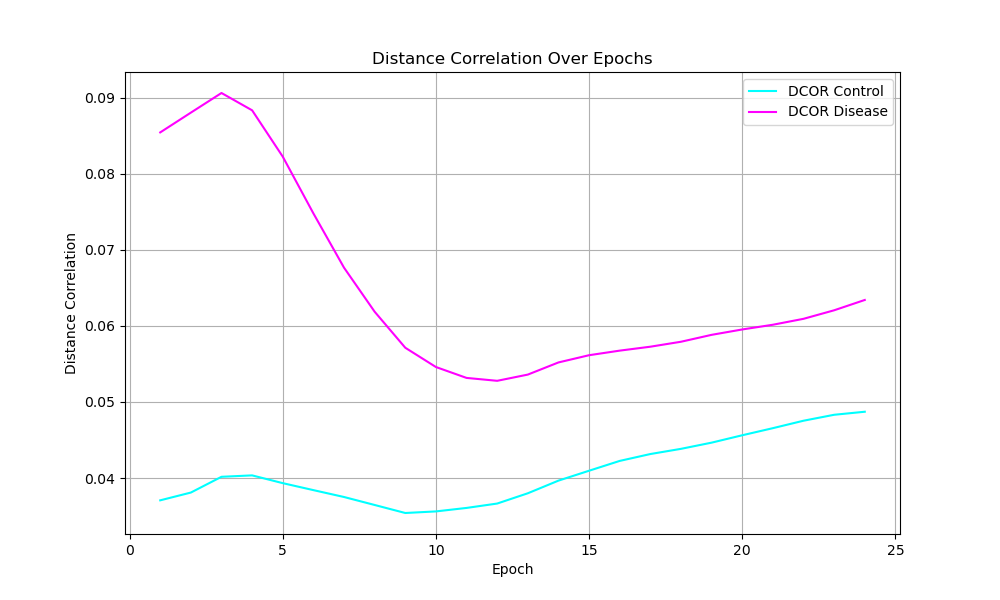 Distance Correlation Over Epochs
DCOR Control
DCOR Disease
0.09
0.08
0.07
0.06
0.05
0.04
Distance Correlation
0
5
10
15
20
25
Epoch